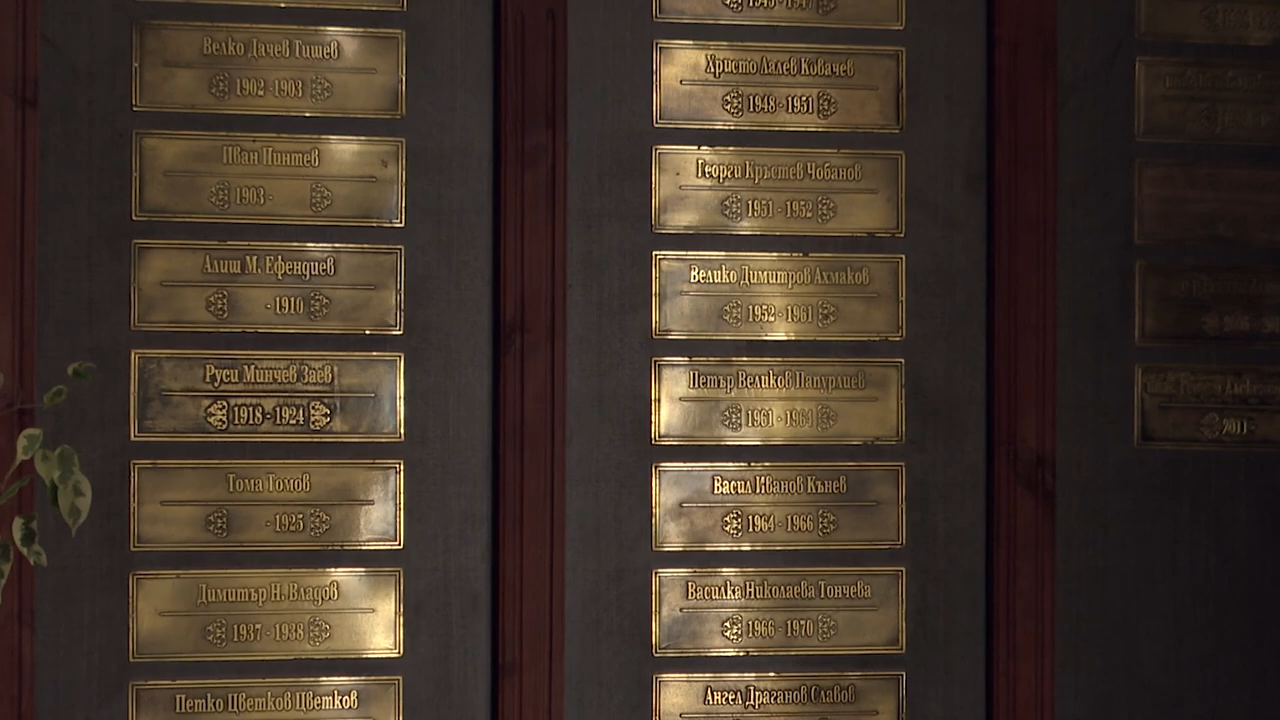 Велко Дачев Гишев
1902 - 1903
Иван Пинтев
1903 -
Алиш М. Ефендиев
- 1910
Руси Минчев Заев
1918 - 1924
Тома Томов
- 1925
Димитър Н. Владов
1937 - 1938
Петко Цветков Цветков
Христо Лалев Ковачев
1948 - 1951
Георги Кръстев Чобанов
1951 - 1952
Велико Димитров Ахмаков
1952 - 1961
Петър Великов Папурлиев
1961 - 1964
Васил Иванов Кънев
1964 - 1966
Василка Николаева Тончева
1966 - 1970
Ангел Драганов Славов
2011 -